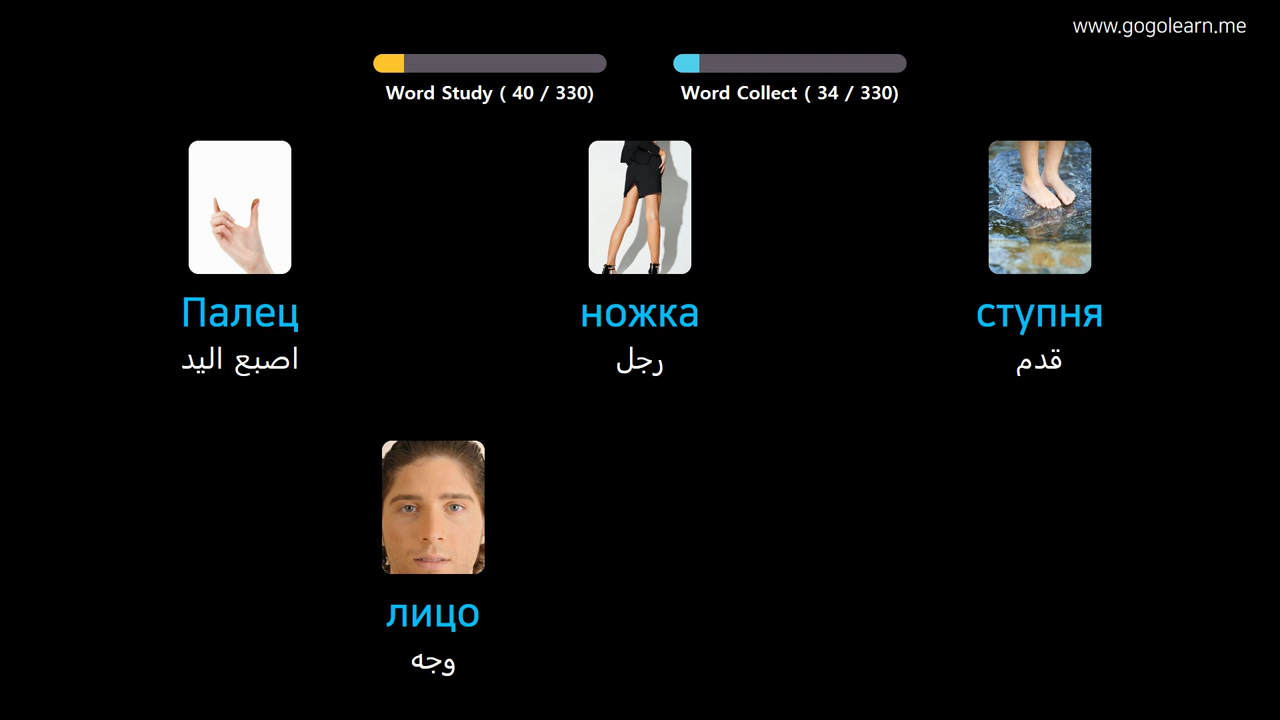 www.gogolearn.me
Word Study ( 40 / 330)
Word Collect ( 34 / 330)
Палец
اصبع اليد
ножка
رجل
ступня
قدم
лицо
وجه